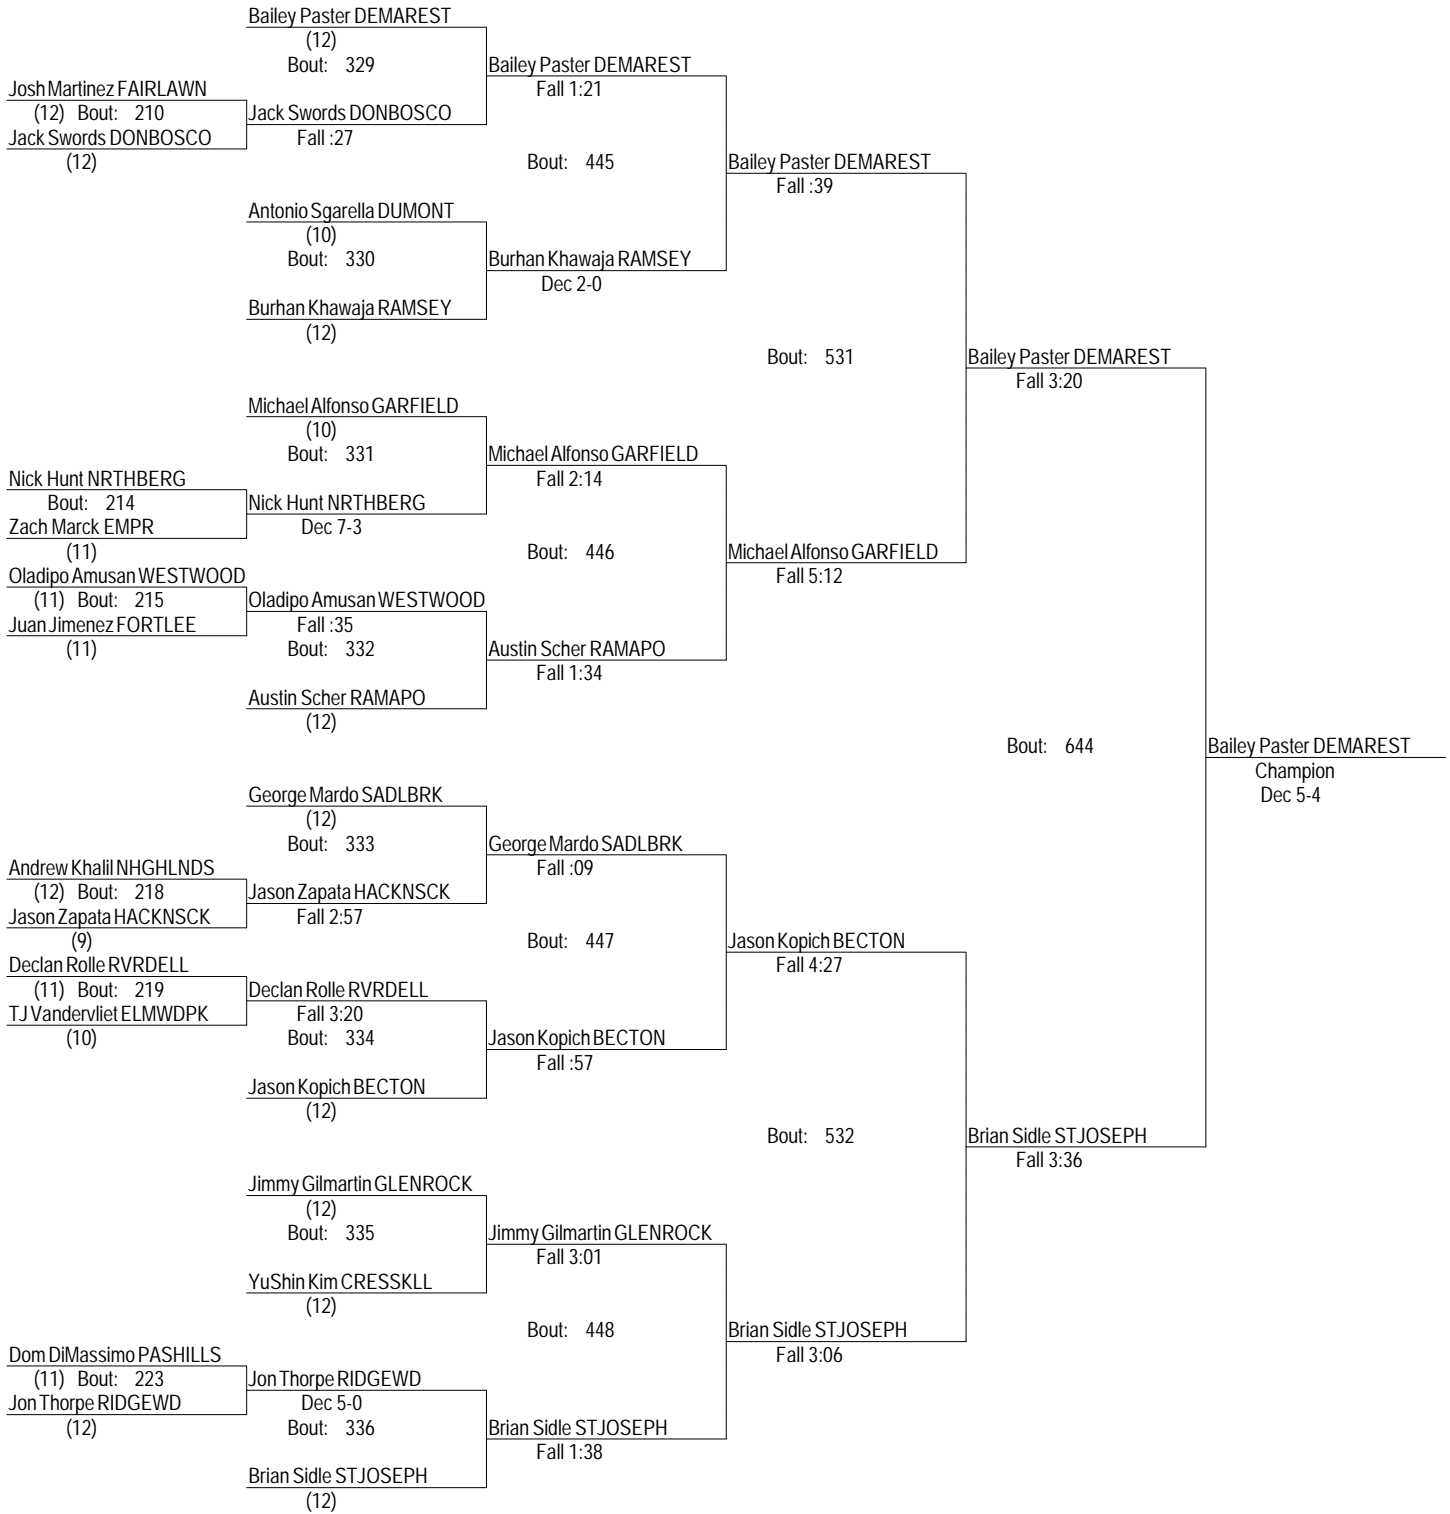 Bailey Paster DEMAREST
(12)
Bout: 329
Bailey Paster DEMAREST
Josh Martinez FAIRLAWN
Fall 1:21
(12) Bout: 210
Jack Swords DONBOSCO
Jack Swords DONBOSCO
Fall :27
(12)
Bout: 445
Bailey Paster DEMAREST
Fall :39
Antonio Sgarella DUMONT
(10)
Bout: 330
Burhan Khawaja RAMSEY
Dec 2-0
Burhan Khawaja RAMSEY
(12)
Bout: 531
Bailey Paster DEMAREST
Fall 3:20
Michael Alfonso GARFIELD
(10)
Bout: 331
Michael Alfonso GARFIELD
Nick Hunt NRTHBERG
Fall 2:14
Bout: 214
Nick Hunt NRTHBERG
Zach Marck EMPR
Dec 7-3
(11)
Bout: 446
Michael Alfonso GARFIELD
Oladipo Amusan WESTWOOD
Fall 5:12
(11) Bout: 215
Oladipo Amusan WESTWOOD
Juan Jimenez FORTLEE
Fall :35
(11)
Bout: 332
Austin Scher RAMAPO
Fall 1:34
Austin Scher RAMAPO
(12)
Bout: 644
Bailey Paster DEMAREST
Champion
Dec 5-4
George Mardo SADLBRK
(12)
Bout: 333
George Mardo SADLBRK
Andrew Khalil NHGHLNDS
Fall :09
(12) Bout: 218
Jason Zapata HACKNSCK
Jason Zapata HACKNSCK
Fall 2:57
(9)
Bout: 447
Jason Kopich BECTON
Declan Rolle RVRDELL
Fall 4:27
(11) Bout: 219
Declan Rolle RVRDELL
TJ Vandervliet ELMWDPK
Fall 3:20
(10)
Bout: 334
Jason Kopich BECTON
Fall :57
Jason Kopich BECTON
(12)
Bout: 532
Brian Sidle STJOSEPH
Fall 3:36
Jimmy Gilmartin GLENROCK
(12)
Bout: 335
Jimmy Gilmartin GLENROCK
Fall 3:01
YuShin Kim CRESSKLL
(12)
Bout: 448
Brian Sidle STJOSEPH
Dom DiMassimo PASHILLS
Fall 3:06
(11) Bout: 223
Jon Thorpe RIDGEWD
Jon Thorpe RIDGEWD
Dec 5-0
(12)
Bout: 336
Brian Sidle STJOSEPH
Fall 1:38
Brian Sidle STJOSEPH
(12)